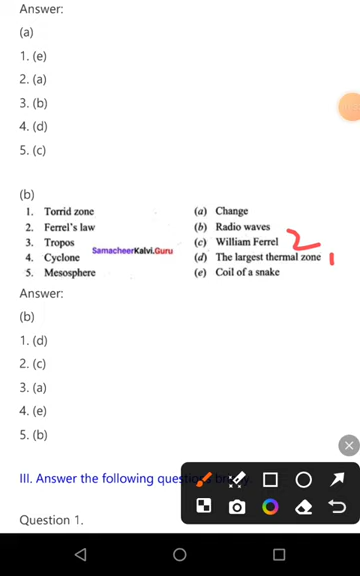 Answer:
(a)
1. (e)
2. (a)
3. (b)
4. (d)
5. (c)
(b)
1. Torrid zone (a) Change
2. Ferrel's law (b) Radio waves
3. Tropos (c) William Ferrel 2
SamacheerKalvi.Guru
4. Cyclone (d) The largest thermal zone 1
5. Mesosphere (e) Coil of a snake
Answer:
(b)
1. (d)
2. (c)
3. (a)
4. (e)
5. (b)
III. Answer the following questions
Question 1.